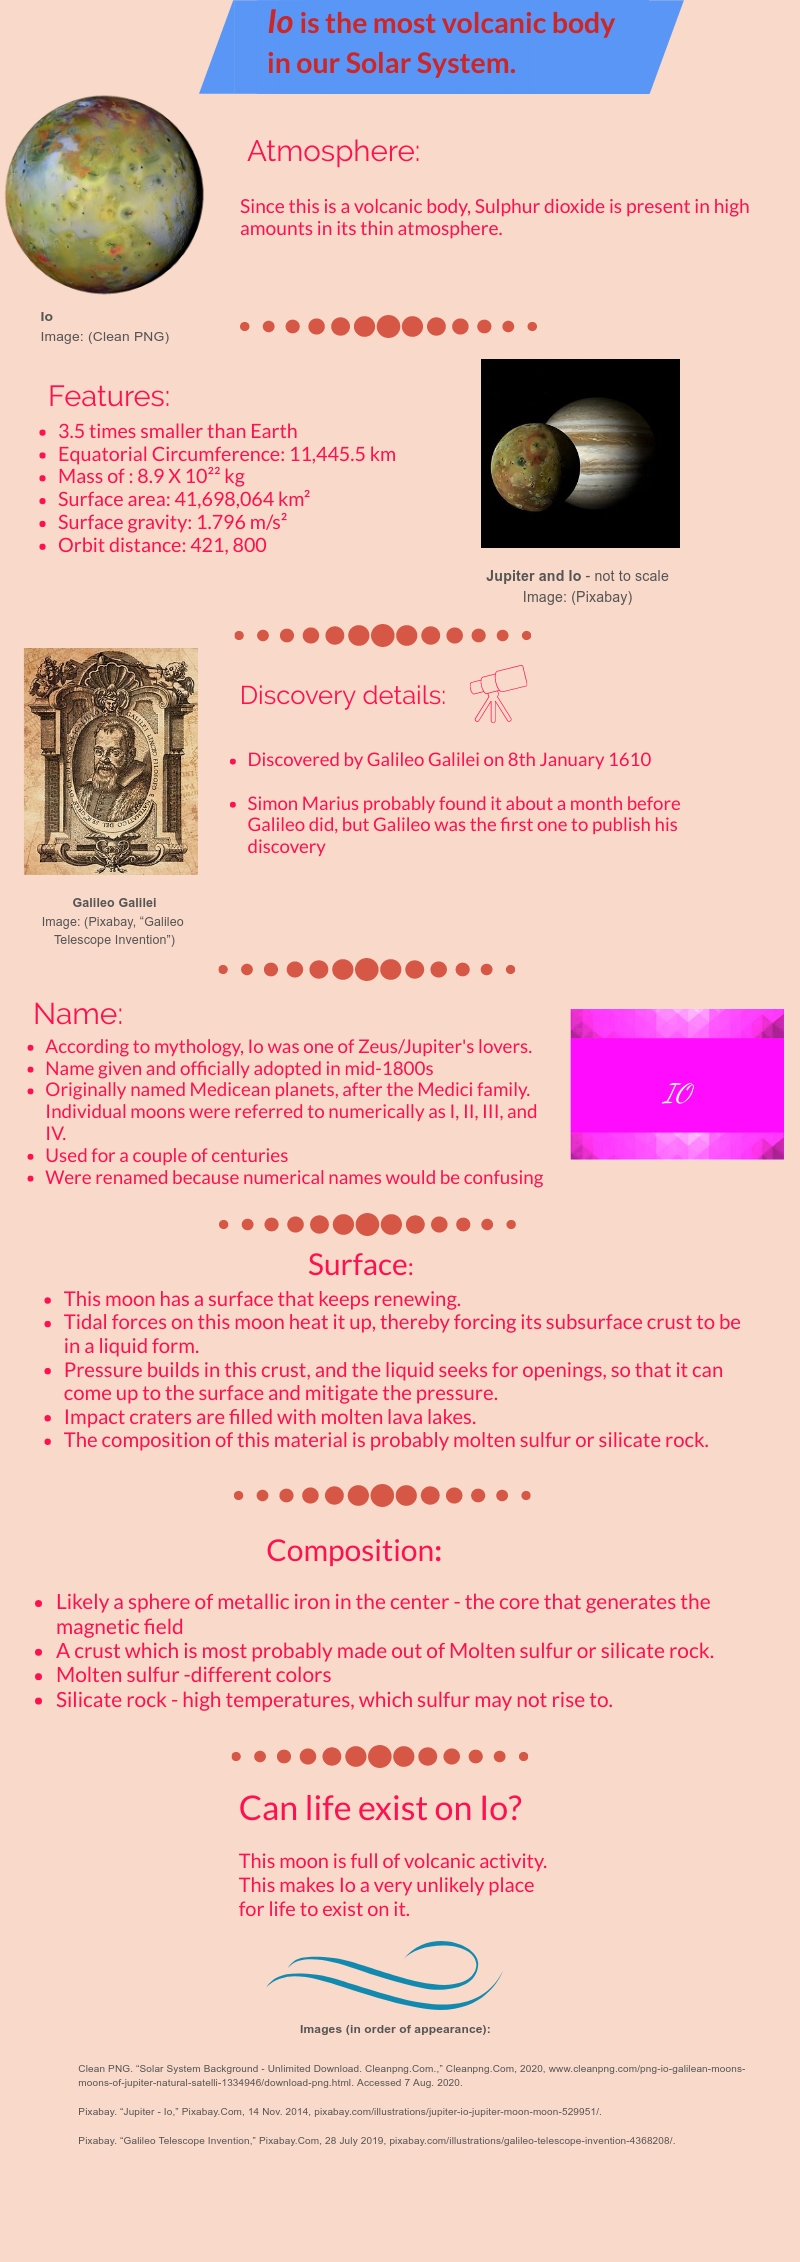 Io is the most volcanic body
in our Solar System.
Atmosphere:
Since this is a volcanic body, Sulphur dioxide is present in high
amounts in its thin atmosphere.
Io
Image: (Clean PNG)
Features:
• 3.5 times smaller than Earth
• Equatorial Circumference: 11,445.5 km
• Mass of : 8.9 X 10²² kg
• Surface area: 41,698,064 km²
• Surface gravity: 1.796 m/s²
• Orbit distance: 421, 800
Jupiter and Io - not to scale
Image: (Pixabay)
Discovery details:
• Discovered by Galileo Galilei on 8th January 1610
• Simon Marius probably found it about a month before
Galileo did, but Galileo was the first one to publish his
discovery
Galileo Galilei
Image: (Pixabay, “Galileo
Telescope Invention”)
Name:
• According to mythology, Io was one of Zeus/Jupiter's lovers.
• Name given and officially adopted in mid-1800s
• Originally named Medicean planets, after the Medici family.
Individual moons were referred to numerically as I, II, III, and
IV.
• Used for a couple of centuries
• Were renamed because numerical names would be confusing
IO
Surface:
• This moon has a surface that keeps renewing.
• Tidal forces on this moon heat it up, thereby forcing its subsurface crust to be
in a liquid form.
• Pressure builds in this crust, and the liquid seeks for openings, so that it can
come up to the surface and mitigate the pressure.
• Impact craters are filled with molten lava lakes.
• The composition of this material is probably molten sulfur or silicate rock.
Composition:
• Likely a sphere of metallic iron in the center - the core that generates the
magnetic field
• A crust which is most probably made out of Molten sulfur or silicate rock.
• Molten sulfur -different colors
• Silicate rock - high temperatures, which sulfur may not rise to.
Can life exist on Io?
This moon is full of volcanic activity.
This makes Io a very unlikely place
for life to exist on it.
Images (in order of appearance):
Clean PNG. “Solar System Background - Unlimited Download. Cleanpng.Com.,” Cleanpng.Com, 2020, www.cleanpng.com/png-io-galilean-moons-
moons-of-jupiter-natural-satelli-1334946/download-png.html. Accessed 7 Aug. 2020.
Pixabay. “Jupiter - Io,” Pixabay.Com, 14 Nov. 2014, pixabay.com/illustrations/jupiter-io-jupiter-moon-moon-529951/.
Pixabay. “Galileo Telescope Invention,” Pixabay.Com, 28 July 2019, pixabay.com/illustrations/galileo-telescope-invention-4368208/.